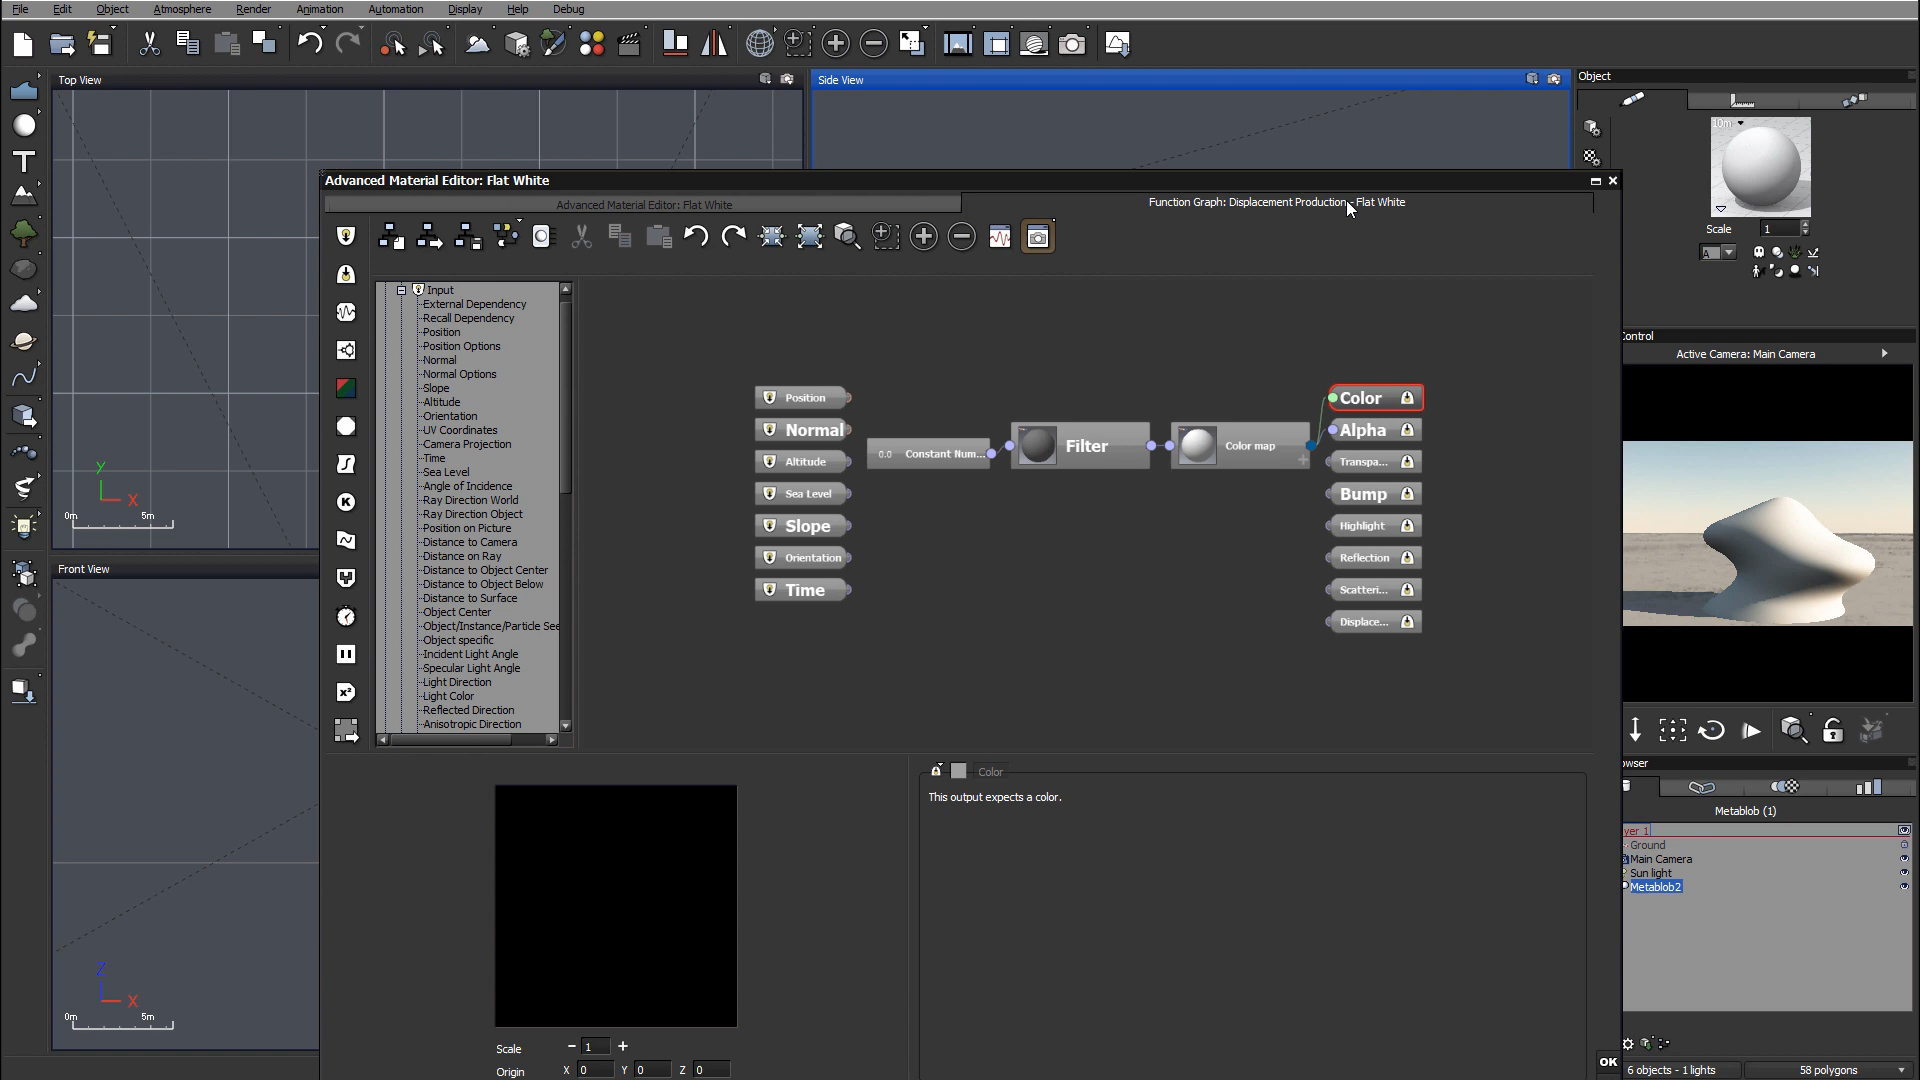 File Edit Object Atmosphere Render Animation Automation Display Help Debug
Top View
Side View
Object
10m
Scale 1
A
Advanced Material Editor: Flat White
Advanced Material Editor: Flat White
Function Graph: Displacement Production - Flat White
Input
External Dependency
Recall Dependency
Position
Position Options
Normal
Normal Options
Slope
Altitude
Orientation
UV Coordinates
Camera Projection
Time
Sea Level
Angle of Incidence
Ray Direction World
Ray Direction Object
Position on Picture
Distance to Camera
Distance on Ray
Distance to Object Center
Distance to Object Below
Distance to Surface
Object Center
Object/Instance/Particle See
Object specific
Incident Light Angle
Specular Light Angle
Light Direction
Light Color
Reflected Direction
Anisotropic Direction
Position
Normal
Altitude
Sea Level
Slope
Orientation
Time
0.0 Constant Num...
Filter
Color map
Color
Alpha
Transpa...
Bump
Highlight
Reflection
Scatteri...
Displace...
Color
This output expects a color.
Scale - 1 +
Origin X 0 Y 0 Z 0
OK
Y
X
0m 5m
Front View
Z
X
0m 5m
Control
Active Camera: Main Camera
owser
Metablob (1)
yer 1
Ground
Main Camera
Sun light
Metablob2
6 objects - 1 lights
58 polygons